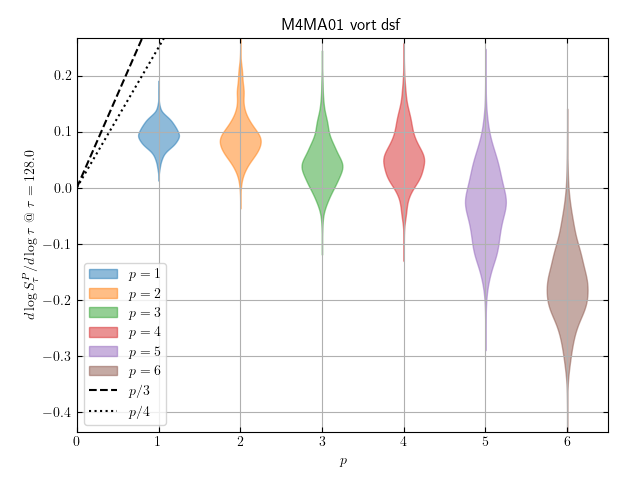 M4MA01 vort dsf
d log S_τ^p / d log τ @ τ = 128.0
0.2
0.1
0.0
−0.1
−0.2
−0.3
−0.4
p = 1
p = 2
p = 3
p = 4
p = 5
p = 6
p/3
p/4
0 1 2 3 4 5 6
p